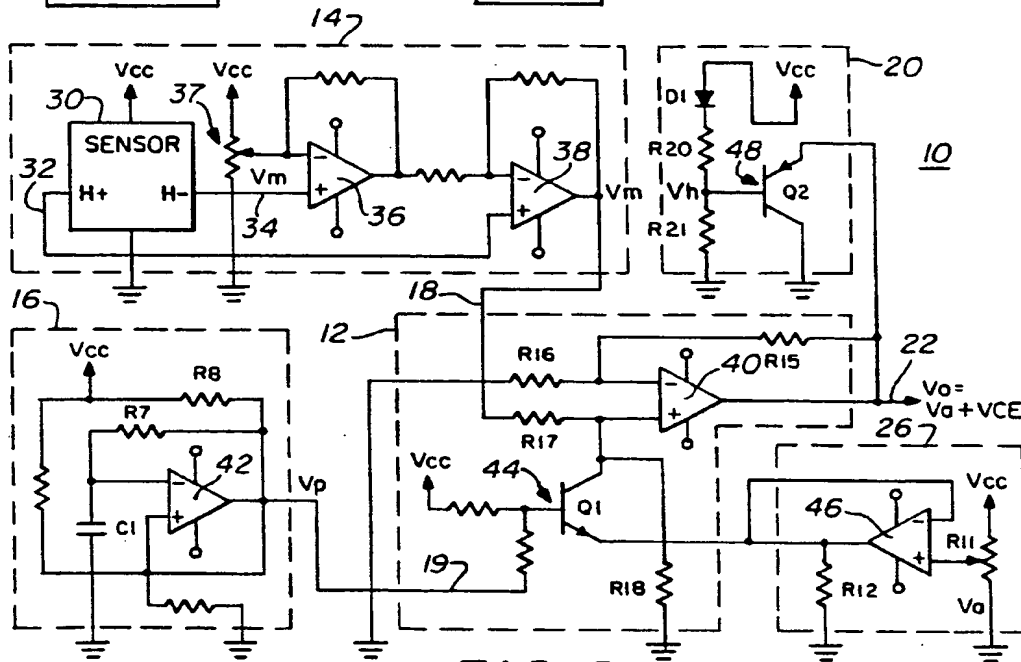 14
Vcc
Vcc
30
37
SENSOR
32
H+
H-
Vm
34
-
+
36
-
+
38
Vm
20
Vcc
D1
R20
48
Vh
Q2
R21
10
18
16
Vcc
R8
R7
42
-
+
C1
Vp
19
12
R16
R15
40
-
+
R17
Vcc
44
Q1
R18
22
Vo=
Va+VCE
26
Vcc
46
-
+
R11
R12
Va